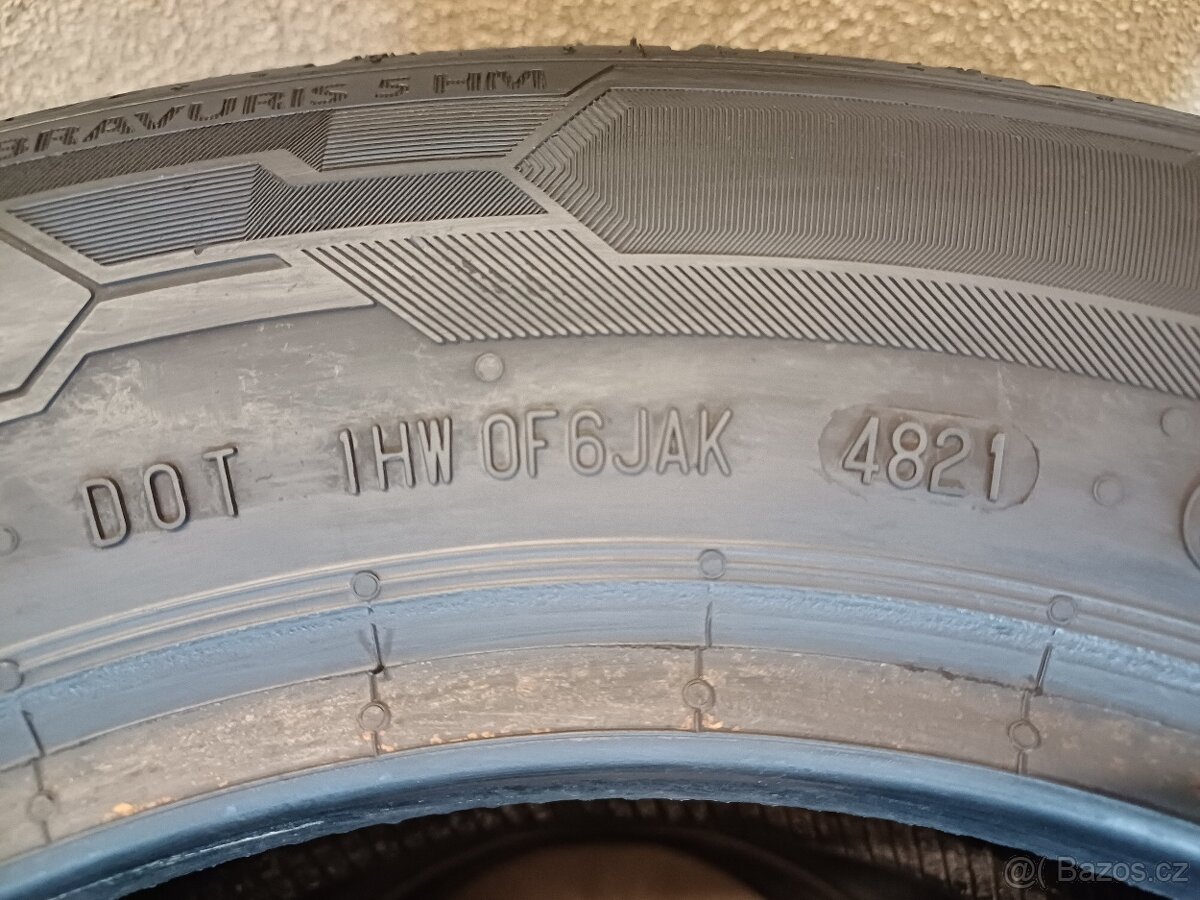 BRAVURIS 5 HM
DOT 1HW 0F6JAK 4821
@( Bazos.cz